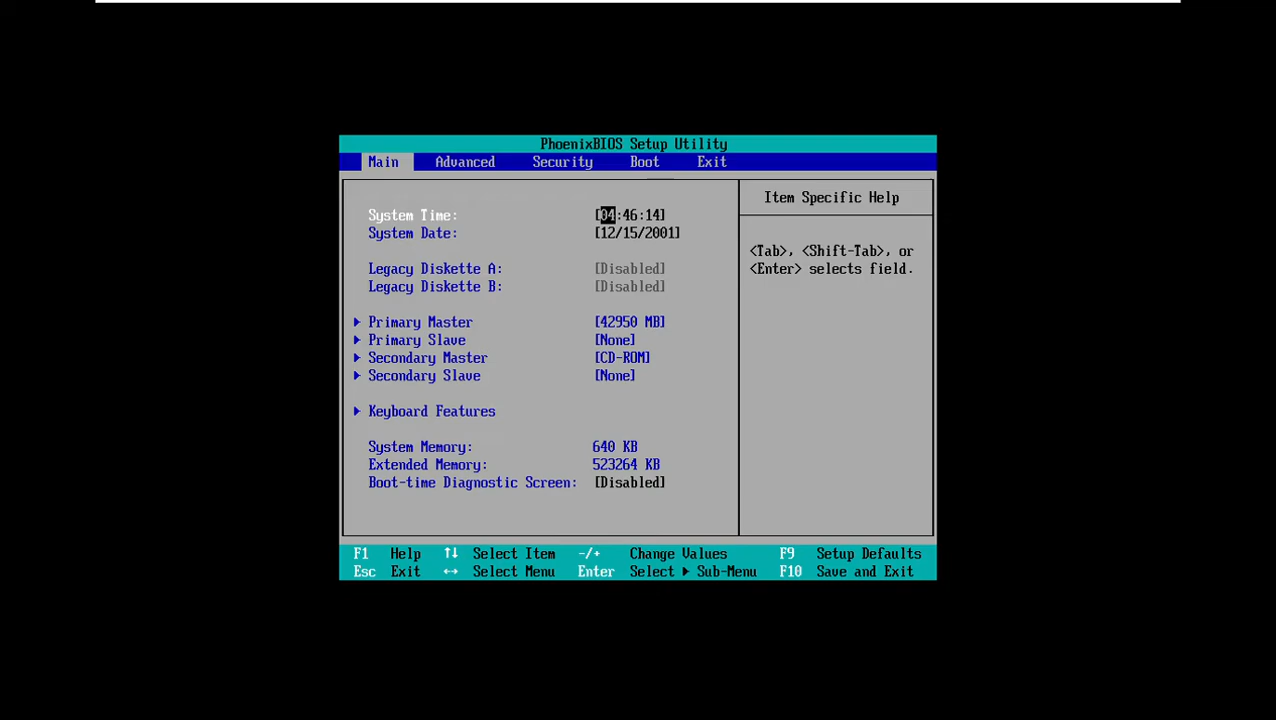 PhoenixBIOS Setup Utility
Main Advanced Security Boot Exit
Item Specific Help
System Time: [04:46:14]
System Date: [12/15/2001]
<Tab>, <Shift-Tab>, or
<Enter> selects field.
Legacy Diskette A: [Disabled]
Legacy Diskette B: [Disabled]
Primary Master [42950 MB]
Primary Slave [None]
Secondary Master [CD-ROM]
Secondary Slave [None]
Keyboard Features
System Memory: 640 KB
Extended Memory: 523264 KB
Boot-time Diagnostic Screen: [Disabled]
F1 Help ↑↓ Select Item -/+ Change Values F9 Setup Defaults
Esc Exit ↔ Select Menu Enter Select ▶ Sub-Menu F10 Save and Exit